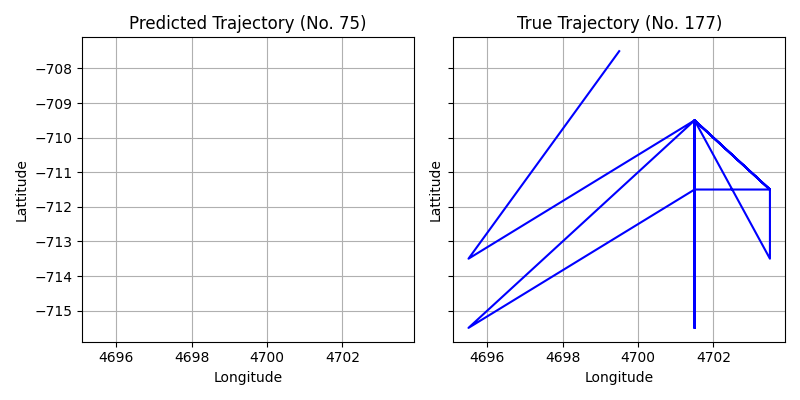 Predicted Trajectory (No. 75)
−708
−709
−710
−711
−712
−713
−714
−715
Lattitude
4696 4698 4700 4702
Longitude
True Trajectory (No. 177)
Lattitude
4696 4698 4700 4702
Longitude